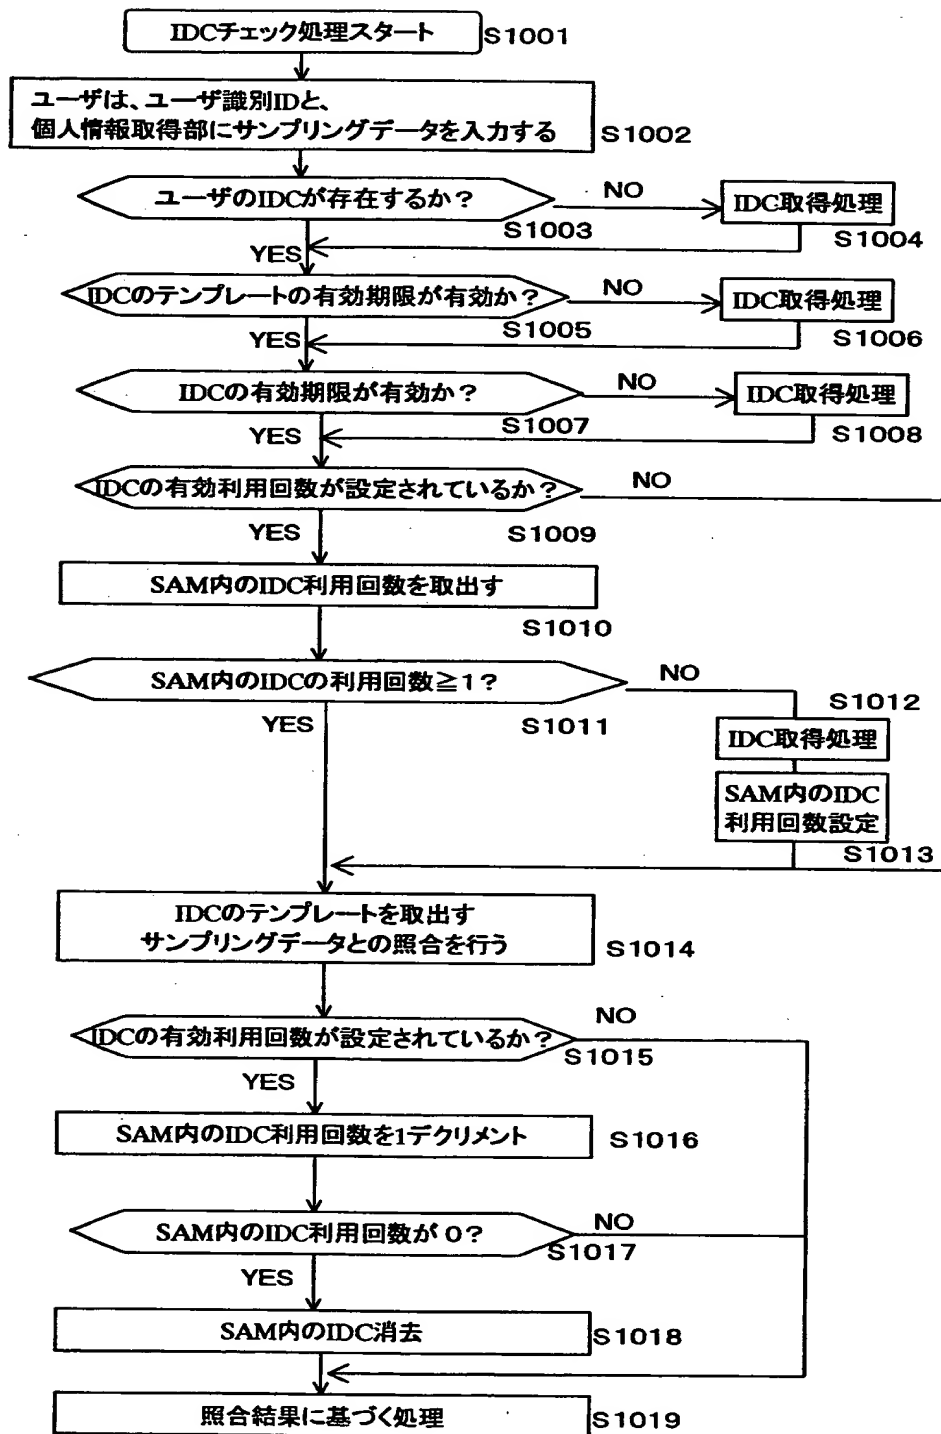 IDCチェック処理スタート
S1001
ユーザは、ユーザ識別IDと、
個人情報取得部にサンプリングデータを入力する
S1002
ユーザのIDCが存在するか？
NO
IDC取得処理
S1003
S1004
YES
IDCのテンプレートの有効期限が有効か？
NO
IDC取得処理
S1005
S1006
YES
IDCの有効期限が有効か？
NO
IDC取得処理
S1007
S1008
YES
IDCの有効利用回数が設定されているか？
NO
YES
S1009
SAM内のIDC利用回数を取出す
S1010
SAM内のIDCの利用回数≧1？
NO
S1012
YES
S1011
IDC取得処理
SAM内のIDC
利用回数設定
S1013
IDCのテンプレートを取出す
サンプリングデータとの照合を行う
S1014
IDCの有効利用回数が設定されているか？
NO
S1015
YES
SAM内のIDC利用回数を1デクリメント
S1016
SAM内のIDC利用回数が 0？
NO
S1017
YES
SAM内のIDC消去
S1018
照合結果に基づく処理
S1019